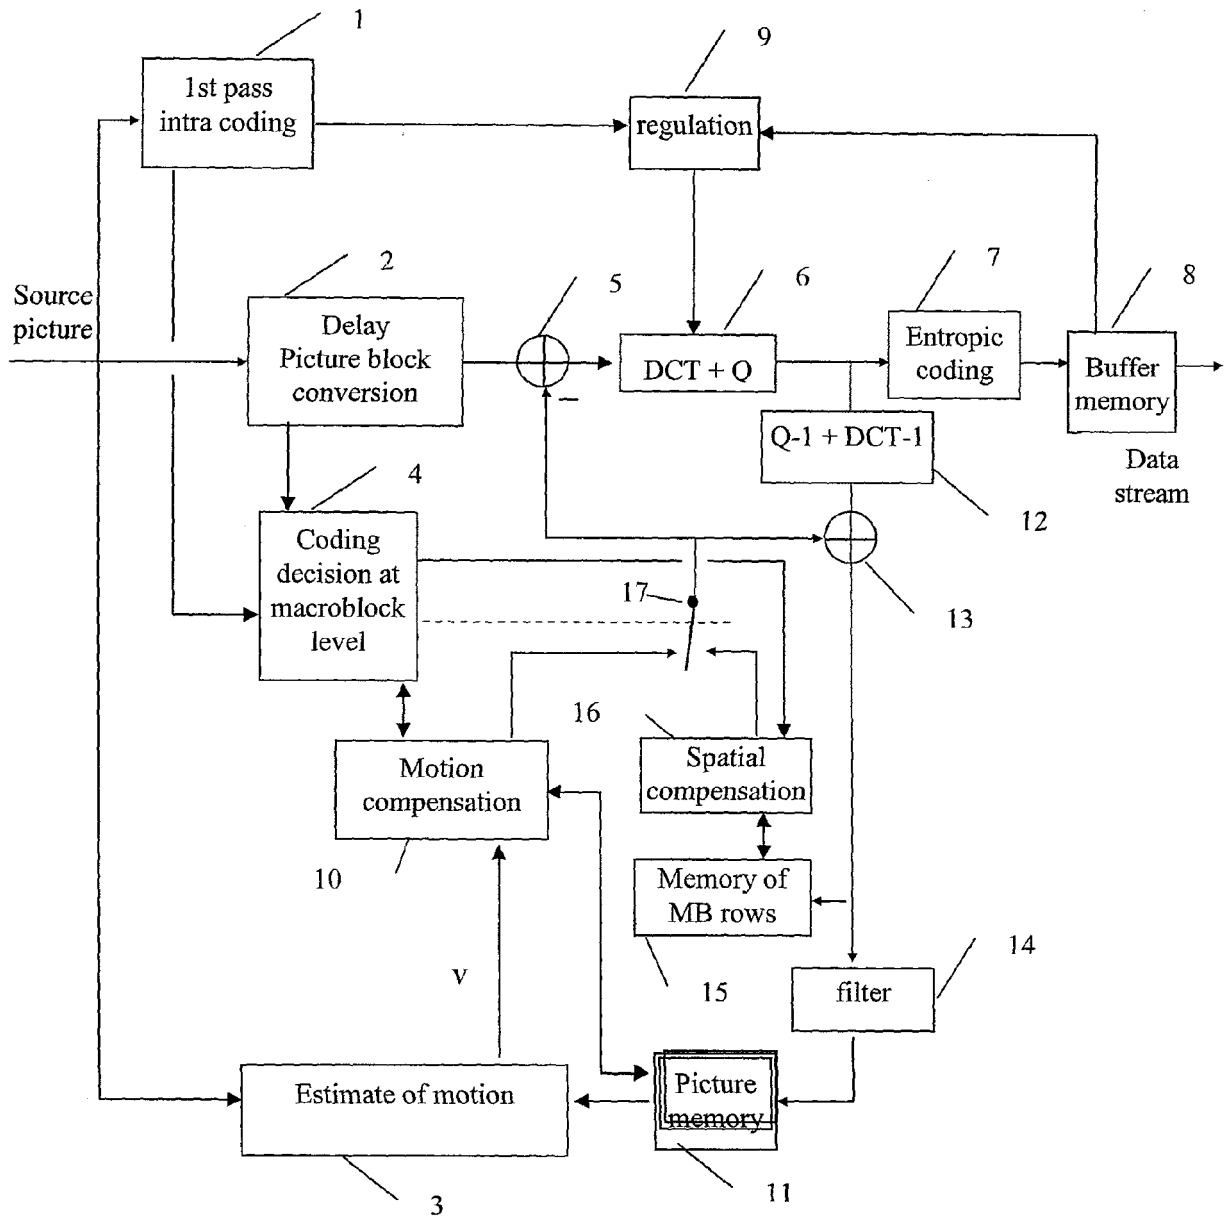 1
1st pass
intra coding
9
regulation
2
Delay
Picture block
conversion
Source
picture
5
–
6
DCT + Q
7
Entropic
coding
8
Buffer
memory
Data
stream
Q-1 + DCT-1
12
4
Coding
decision at
macroblock
level
17
13
16
Motion
compensation
10
Spatial
compensation
Memory of
MB rows
15
14
filter
v
Estimate of motion
3
Picture
memory
11